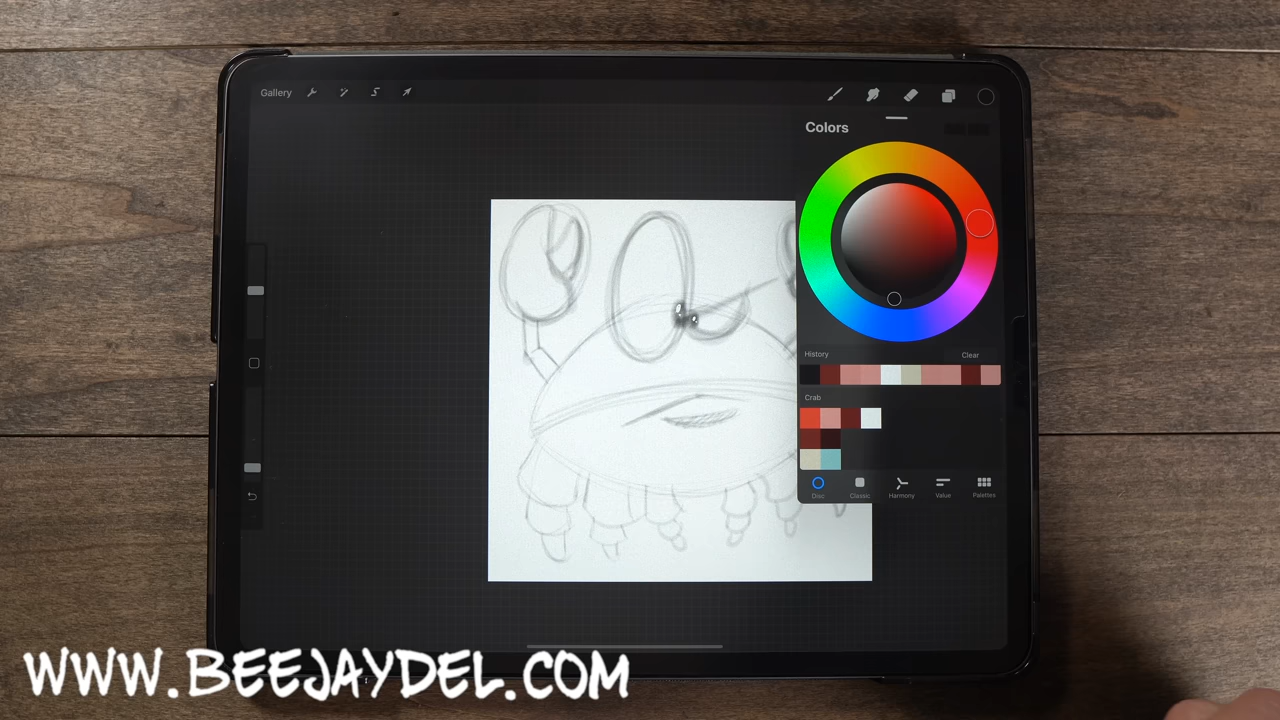 Gallery
Colors
History Clear
Crab
Disc Classic Harmony Value Palettes
WWW.BEEJAYDEL.COM